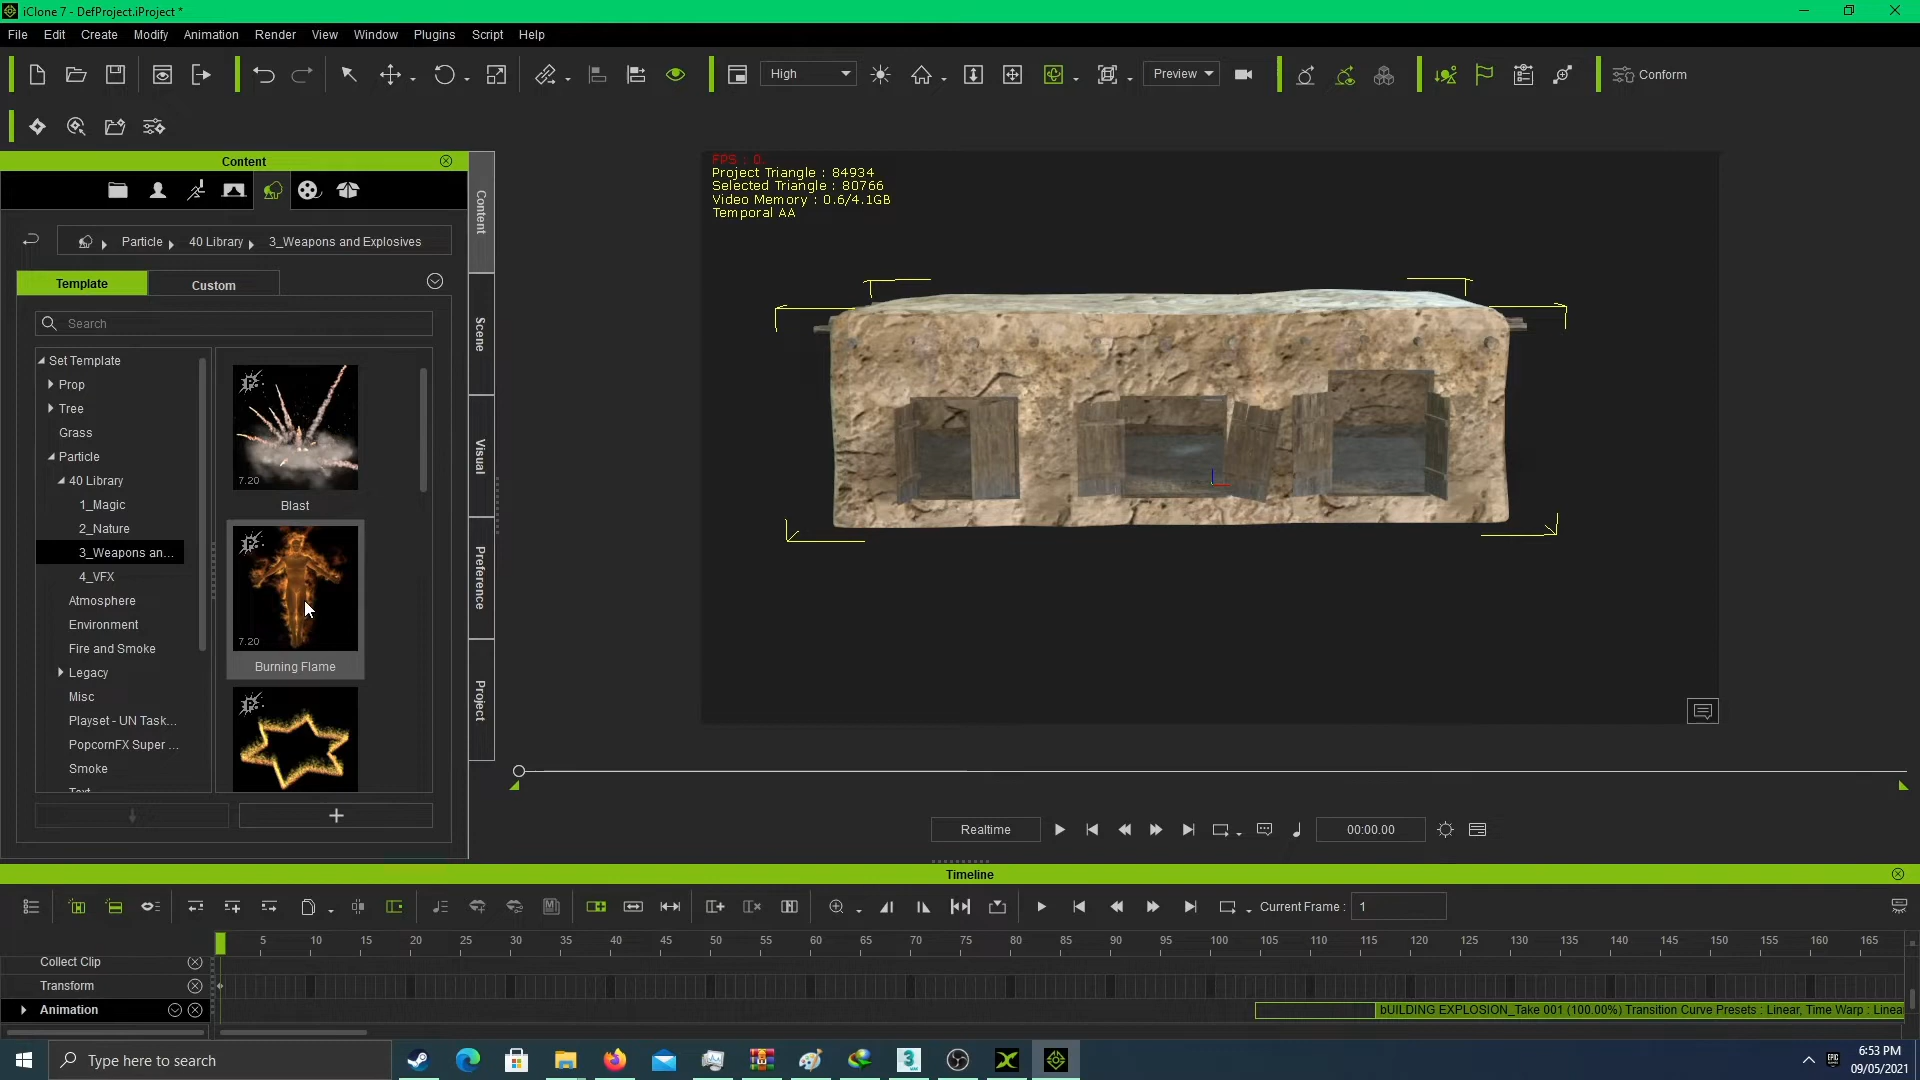 iClone 7 - DefProject.iProject *
File Edit Create Modify Animation Render View Window Plugins Script Help
High
Preview
Conform
Content
Particle 40 Library 3_Weapons and Explosives
Template Custom
Search
Set Template
Prop
Tree
Grass
Particle
40 Library
1_Magic
2_Nature
3_Weapons an...
4_VFX
Atmosphere
Environment
Fire and Smoke
Legacy
Misc
Playset - UN Task...
PopcornFX Super ...
Smoke
7.20
Blast
7.20
Burning Flame
Content
Scene
Visual
Preference
Project
FPS : 0.
Project Triangle : 84934
Selected Triangle : 80766
Video Memory : 0.6/4.1GB
Temporal AA
Realtime
00:00.00
Timeline
Current Frame : 1
5 10 15 20 25 30 35 40 45 50 55 60 65 70 75 80 85 90 95 100 105 110 115 120 125 130 135 140 145 150 155 160 165
Collect Clip
Transform
Animation
bUILDING EXPLOSION_Take 001 (100.00%) Transition Curve Presets : Linear, Time Warp : Linea
Type here to search
6:53 PM
09/05/2021